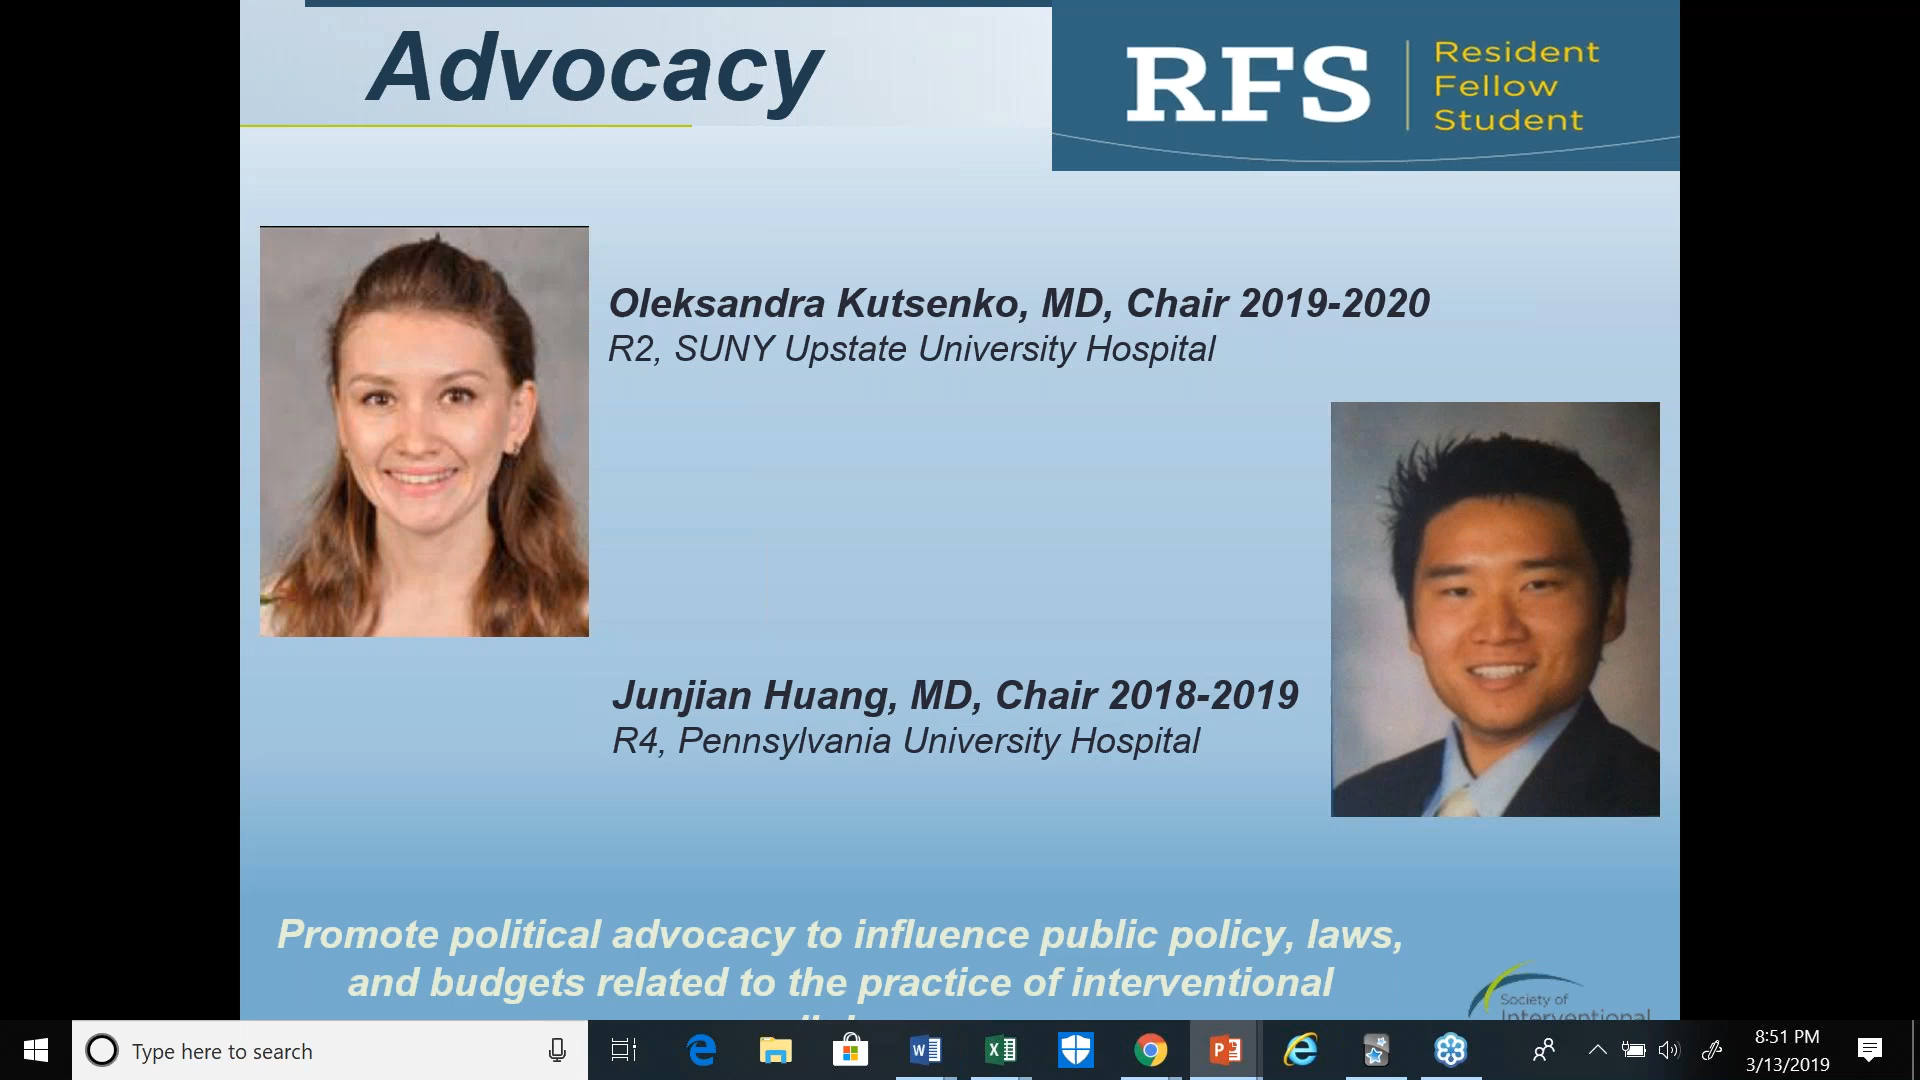 Advocacy
RFS
Resident
Fellow
Student
Oleksandra Kutsenko, MD, Chair 2019-2020
R2, SUNY Upstate University Hospital
Junjian Huang, MD, Chair 2018-2019
R4, Pennsylvania University Hospital
Promote political advocacy to influence public policy, laws,
and budgets related to the practice of interventional
Society of
Interventional
Type here to search
8:51 PM
3/13/2019